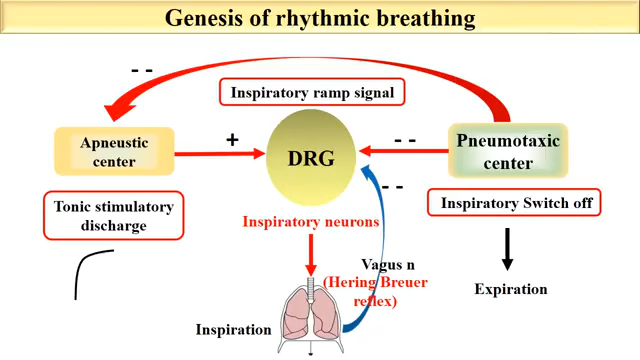 Genesis of rhythmic breathing
- -
Inspiratory ramp signal
Apneustic
center
+
DRG
- -
Pneumotaxic
center
- -
Tonic stimulatory
discharge
Inspiratory neurons
Inspiratory Switch off
Vagus n
(Hering Breuer
reflex)
Expiration
Inspiration